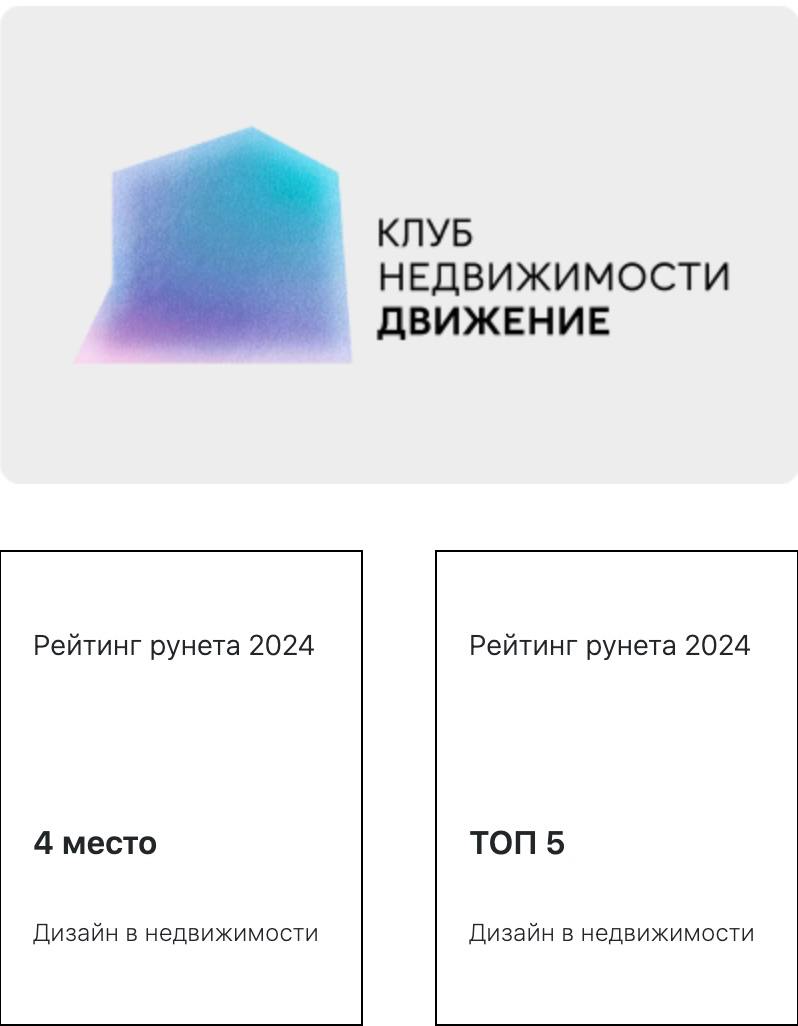 КЛУБ
НЕДВИЖИМОСТИ
ДВИЖЕНИЕ
Рейтинг рунета 2024
4 место
Дизайн в недвижимости
Рейтинг рунета 2024
ТОП 5
Дизайн в недвижимости